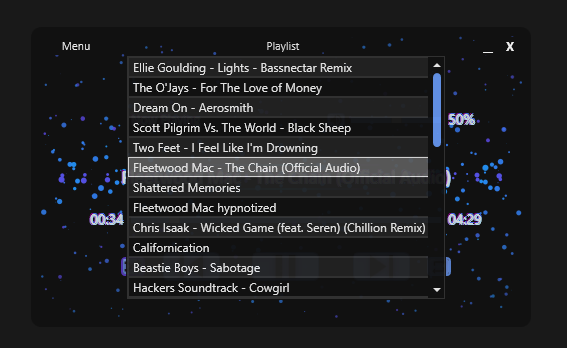 Menu
Playlist
_ X
Ellie Goulding - Lights - Bassnectar Remix
The O'Jays - For The Love of Money
Dream On - Aerosmith
50%
Scott Pilgrim Vs. The World - Black Sheep
Two Feet - I Feel Like I'm Drowning
Fleetwood Mac - The Chain (Official Audio)
Shattered Memories
Fleetwood Mac hypnotized
00:34
04:29
Chris Isaak - Wicked Game (feat. Seren) (Chillion Remix)
Californication
Beastie Boys - Sabotage
Hackers Soundtrack - Cowgirl